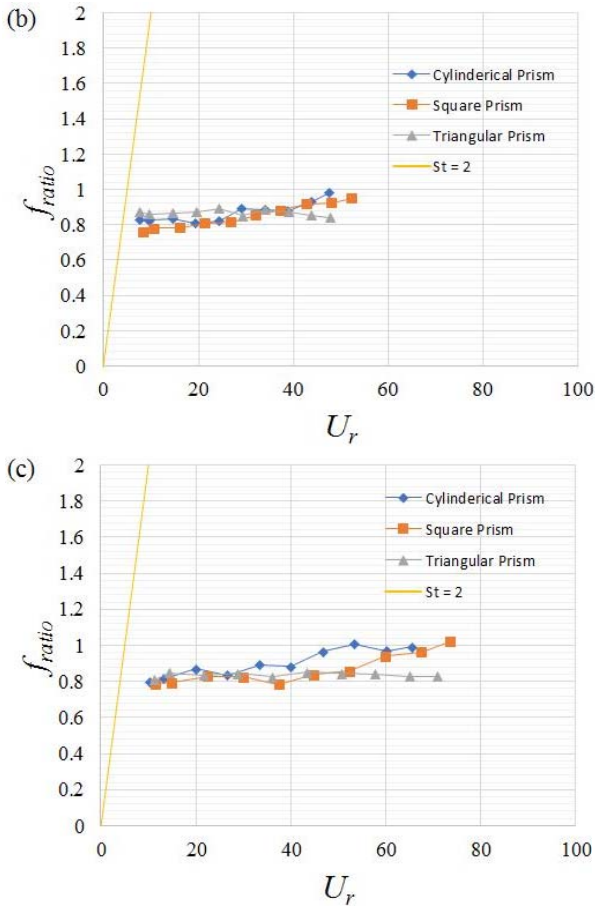 (b)
2
1.8
1.6
1.4
1.2
1
0.8
0.6
0.4
0.2
0
f_ratio
Cylinderical Prism
Square Prism
Triangular Prism
St = 2
0 20 40 60 80 100
U_r
(c)
2
1.8
1.6
1.4
1.2
1
0.8
0.6
0.4
0.2
0
f_ratio
Cylinderical Prism
Square Prism
Triangular Prism
St = 2
0 20 40 60 80 100
U_r